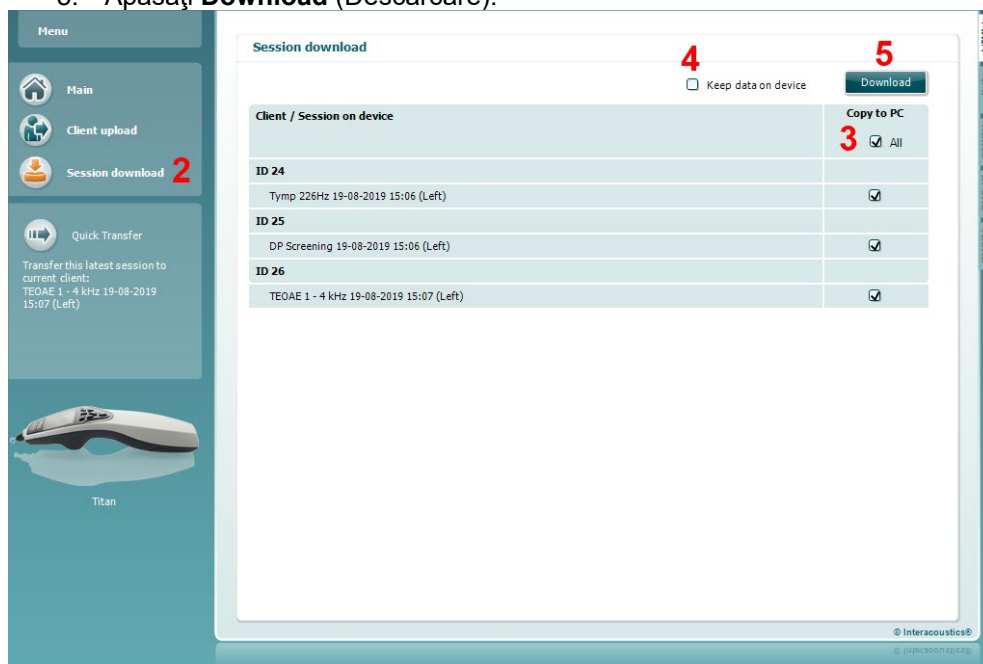 5. Apăsați Download (Descărcare).
Menu
Main
Client upload
Session download 2
Quick Transfer
Transfer this latest session to
current client:
TEOAE 1 - 4 kHz 19-08-2019
15:07 (Left)
Titan
Session download
4
5
Keep data on device
Download
Client / Session on device
Copy to PC
3 All
ID 24
Tymp 226Hz 19-08-2019 15:06 (Left)
ID 25
DP Screening 19-08-2019 15:06 (Left)
ID 26
TEOAE 1 - 4 kHz 19-08-2019 15:07 (Left)
© Interacoustics®